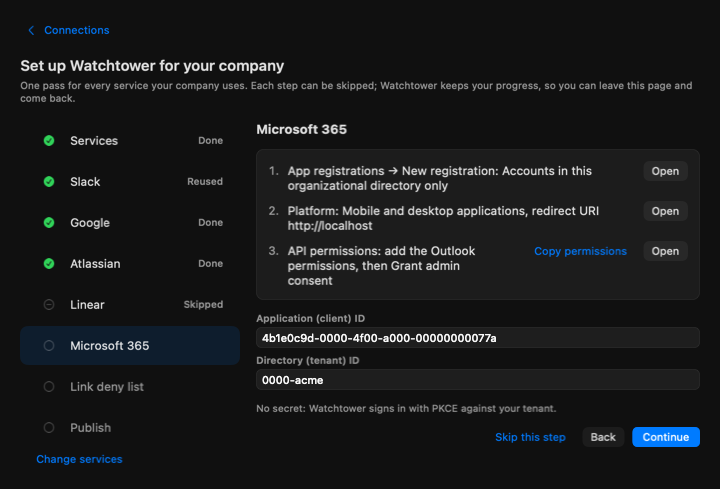 Connections
Set up Watchtower for your company
One pass for every service your company uses. Each step can be skipped; Watchtower keeps your progress, so you can leave this page and
come back.
Services Done
Slack Reused
Google Done
Atlassian Done
Linear Skipped
Microsoft 365
Link deny list
Publish
Change services
Microsoft 365
1. App registrations → New registration: Accounts in this
organizational directory only
Open
2. Platform: Mobile and desktop applications, redirect URI
http://localhost
Open
3. API permissions: add the Outlook
permissions, then Grant admin
consent
Copy permissions
Open
Application (client) ID
4b1e0c9d-0000-4f00-a000-00000000077a
Directory (tenant) ID
0000-acme
No secret: Watchtower signs in with PKCE against your tenant.
Skip this step Back Continue